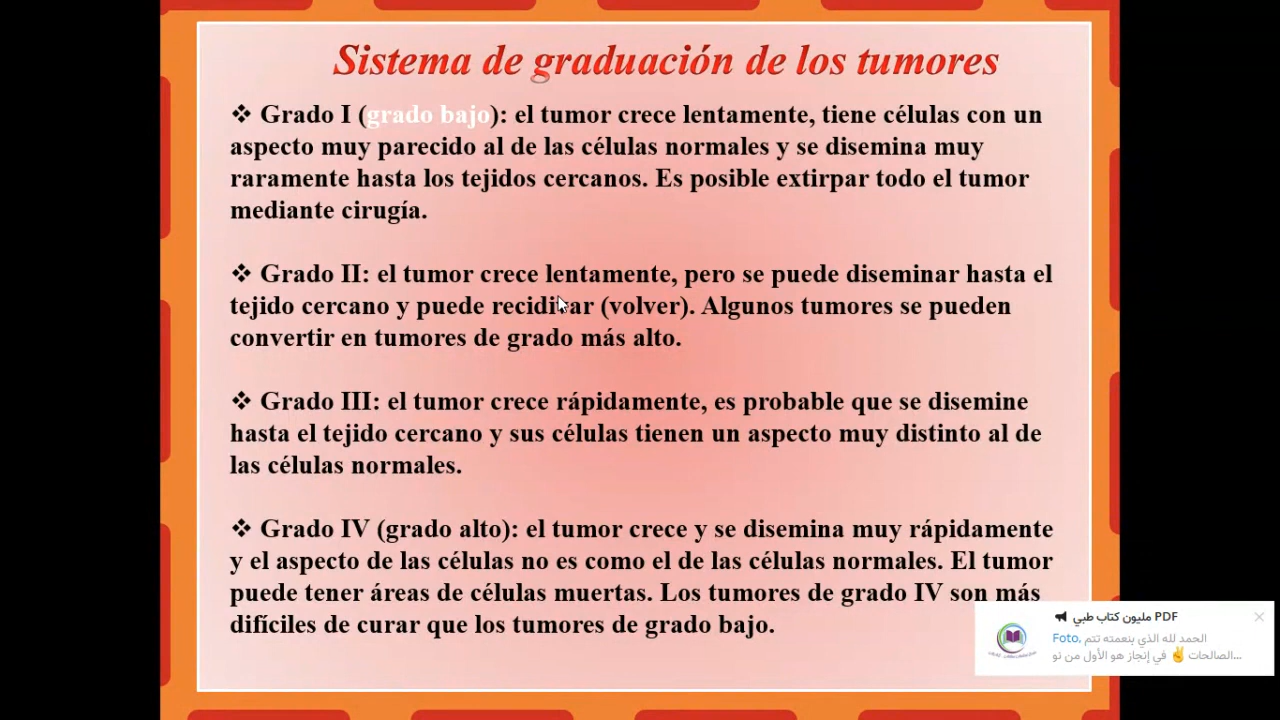 Sistema de graduación de los tumores
❖ Grado I (grado bajo): el tumor crece lentamente, tiene células con un
aspecto muy parecido al de las células normales y se disemina muy
raramente hasta los tejidos cercanos. Es posible extirpar todo el tumor
mediante cirugía.
❖ Grado II: el tumor crece lentamente, pero se puede diseminar hasta el
tejido cercano y puede recidivar (volver). Algunos tumores se pueden
convertir en tumores de grado más alto.
❖ Grado III: el tumor crece rápidamente, es probable que se disemine
hasta el tejido cercano y sus células tienen un aspecto muy distinto al de
las células normales.
❖ Grado IV (grado alto): el tumor crece y se disemina muy rápidamente
y el aspecto de las células no es como el de las células normales. El tumor
puede tener áreas de células muertas. Los tumores de grado IV son más
difíciles de curar que los tumores de grado bajo.
مليون كتاب طبي PDF
Foto, الحمد لله الذي بنعمته تتم
الصالحات ✌ في إنجاز هو الأول من نو...